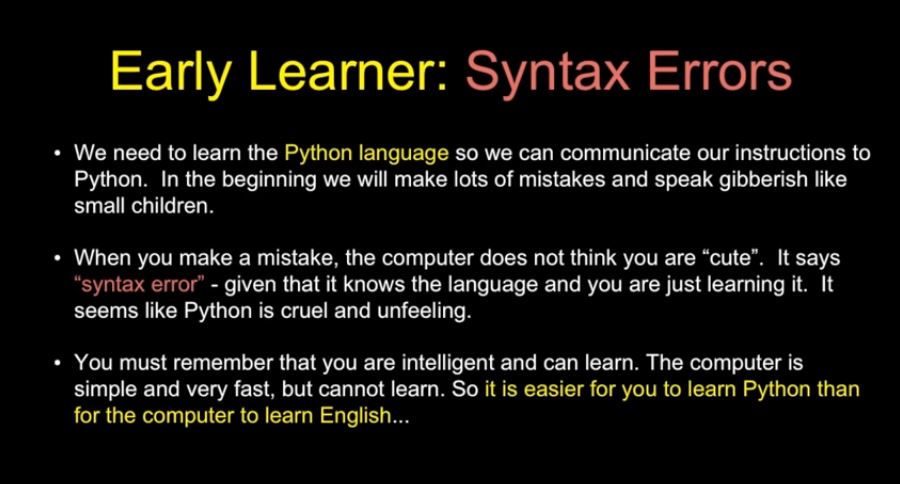 Early Learner: Syntax Errors
• We need to learn the Python language so we can communicate our instructions to
Python.  In the beginning we will make lots of mistakes and speak gibberish like
small children.
• When you make a mistake, the computer does not think you are “cute”.  It says
“syntax error” - given that it knows the language and you are just learning it.  It
seems like Python is cruel and unfeeling.
• You must remember that you are intelligent and can learn. The computer is
simple and very fast, but cannot learn. So it is easier for you to learn Python than
for the computer to learn English...